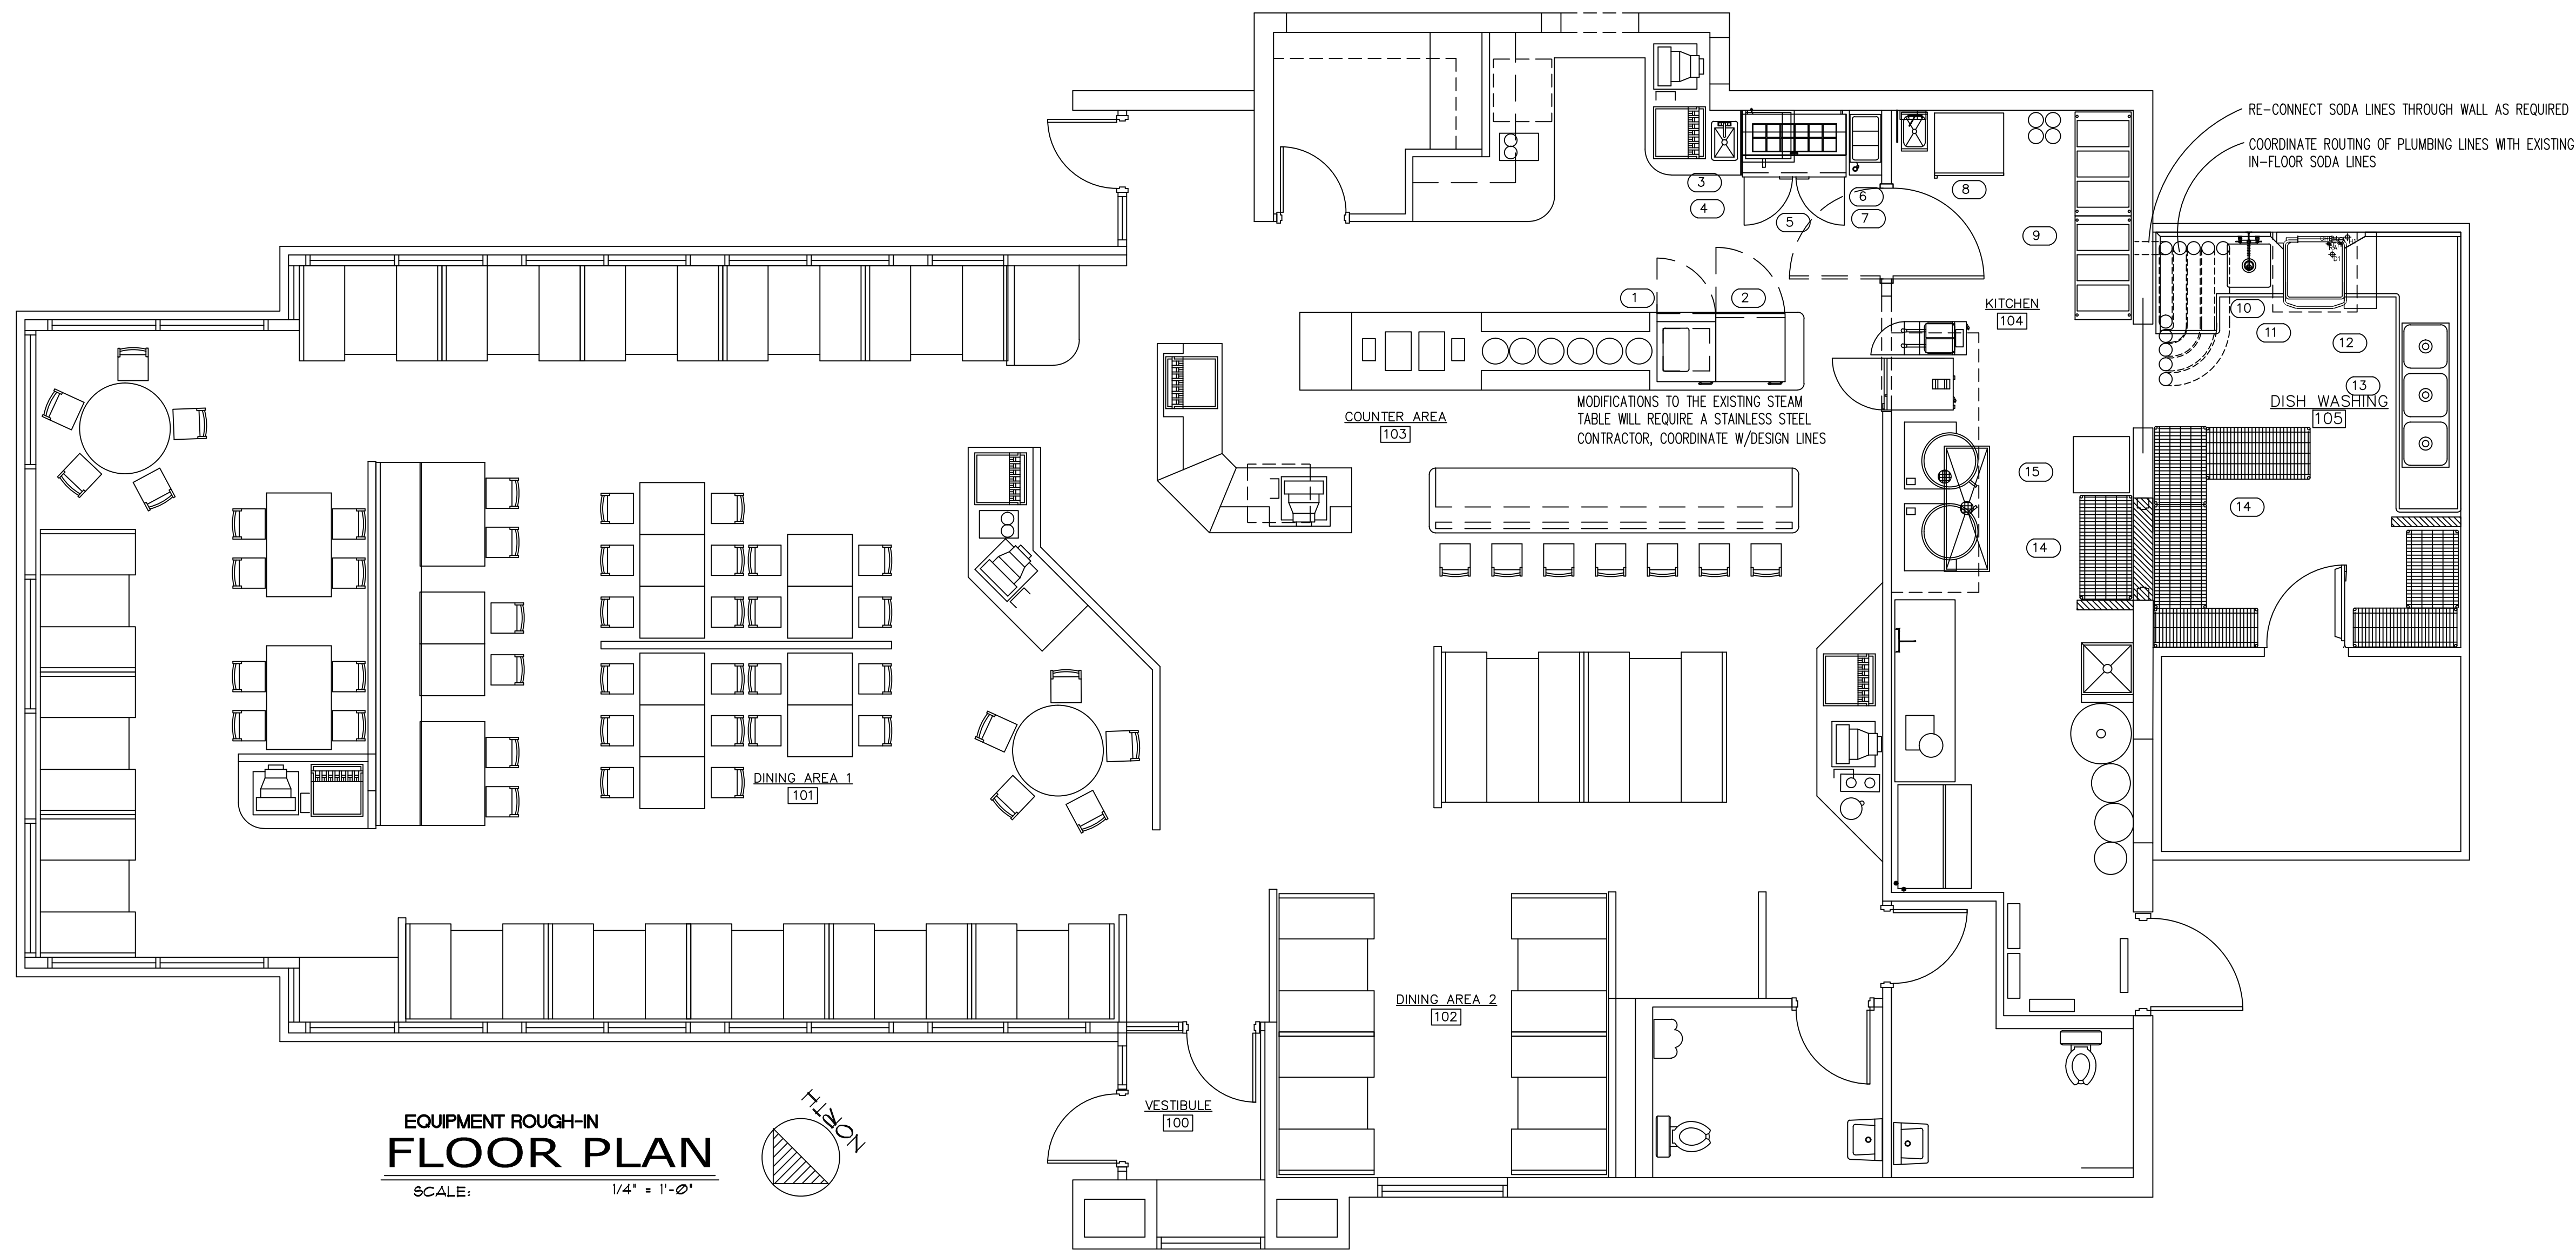 RE-CONNECT SODA LINES THROUGH WALL AS REQUIRED
COORDINATE ROUTING OF PLUMBING LINES WITH EXISTING
IN-FLOOR SODA LINES
3
4
5
6
7
8
9
1
2
KITCHEN
104
10
11
12
13
DISH WASHING
105
MODIFICATIONS TO THE EXISTING STEAM
TABLE WILL REQUIRE A STAINLESS STEEL
CONTRACTOR, COORDINATE W/DESIGN LINES
COUNTER AREA
103
15
14
14
DINING AREA 1
101
DINING AREA 2
102
VESTIBULE
100
EQUIPMENT ROUGH-IN
FLOOR PLAN
SCALE: 1/4" = 1'-0"
NORTH